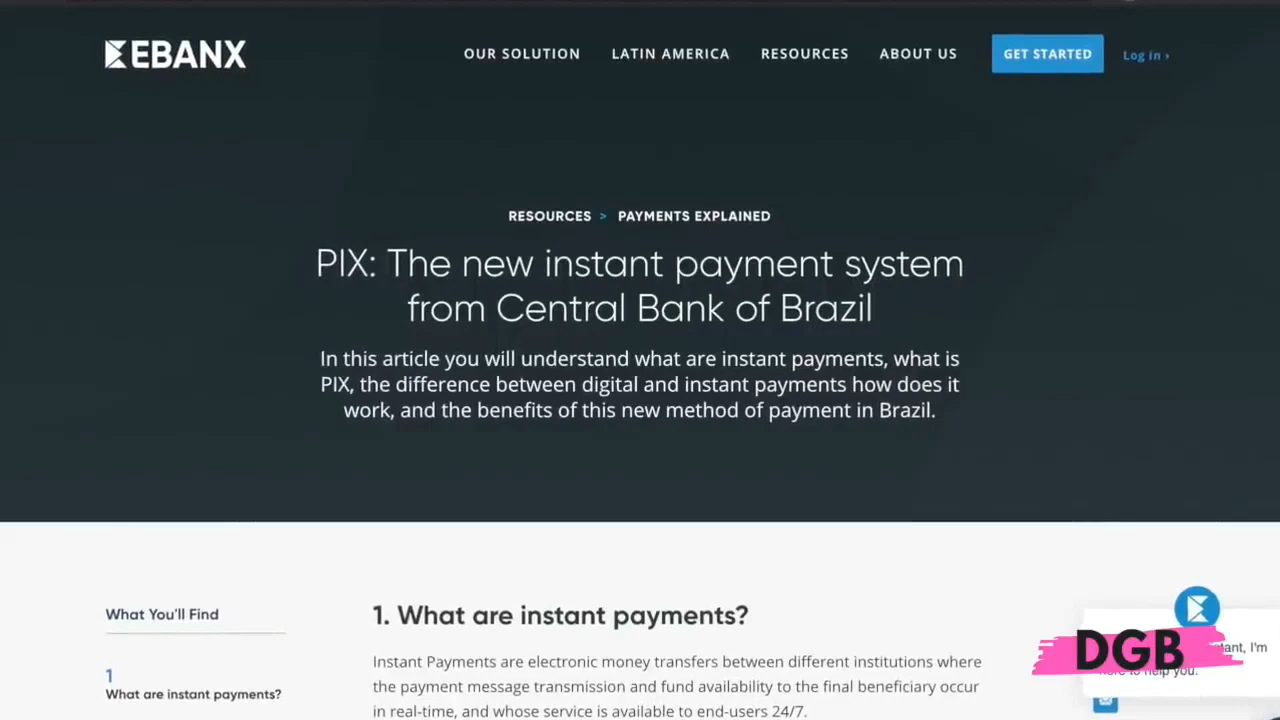 EBANX
OUR SOLUTION LATIN AMERICA RESOURCES ABOUT US GET STARTED Log in ›
RESOURCES > PAYMENTS EXPLAINED
PIX: The new instant payment system
from Central Bank of Brazil
In this article you will understand what are instant payments, what is
PIX, the difference between digital and instant payments how does it
work, and the benefits of this new method of payment in Brazil.
What You'll Find
1
What are instant payments?
1. What are instant payments?
Instant Payments are electronic money transfers between different institutions where
the payment message transmission and fund availability to the final beneficiary occur
in real-time, and whose service is available to end-users 24/7.
I'm
to help you.
DGB